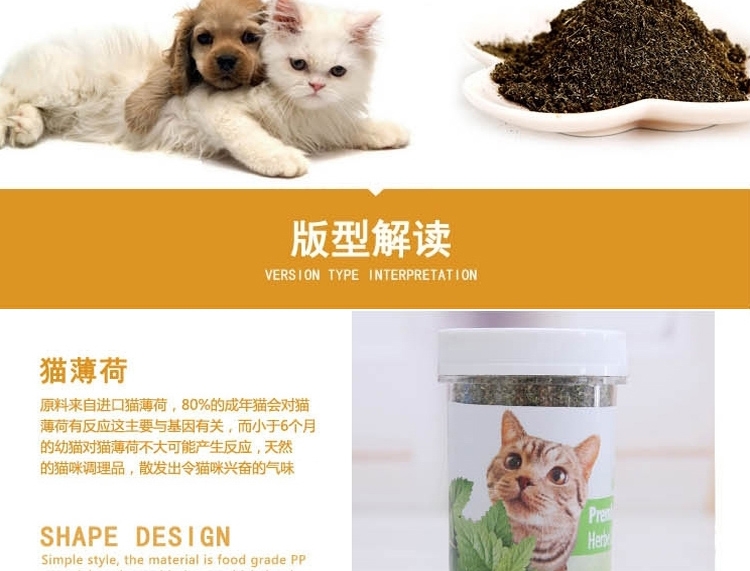 版型解读
VERSION TYPE INTERPRETATION
猫薄荷
原料来自进口猫薄荷，80%的成年猫会对猫
薄荷有反应这主要与基因有关，而小于6个月
的幼猫对猫薄荷不大可能产生反应，天然
的猫咪调理品，散发出令猫咪兴奋的气味
SHAPE DESIGN
Simple style, the material is food grade PP